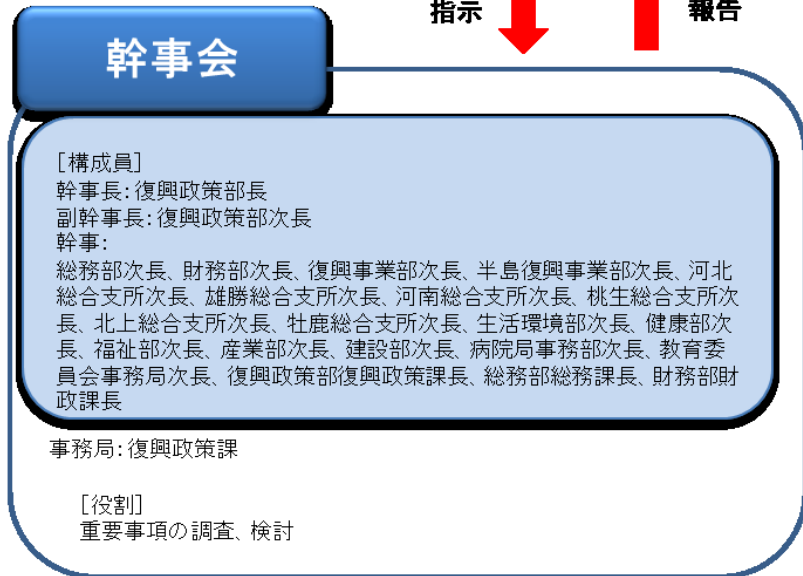 指示
報告
幹事会
[構成員]
幹事長:復興政策部長
副幹事長:復興政策部次長
幹事:
総務部次長、財務部次長、復興事業部次長、半島復興事業部次長、河北
総合支所次長、雄勝総合支所次長、河南総合支所次長、桃生総合支所次
長、北上総合支所次長、牡鹿総合支所次長、生活環境部次長、健康部次
長、福祉部次長、産業部次長、建設部次長、病院局事務部次長、教育委
員会事務局次長、復興政策部復興政策課長、総務部総務課長、財務部財
政課長
事務局:復興政策課
[役割]
重要事項の調査、検討